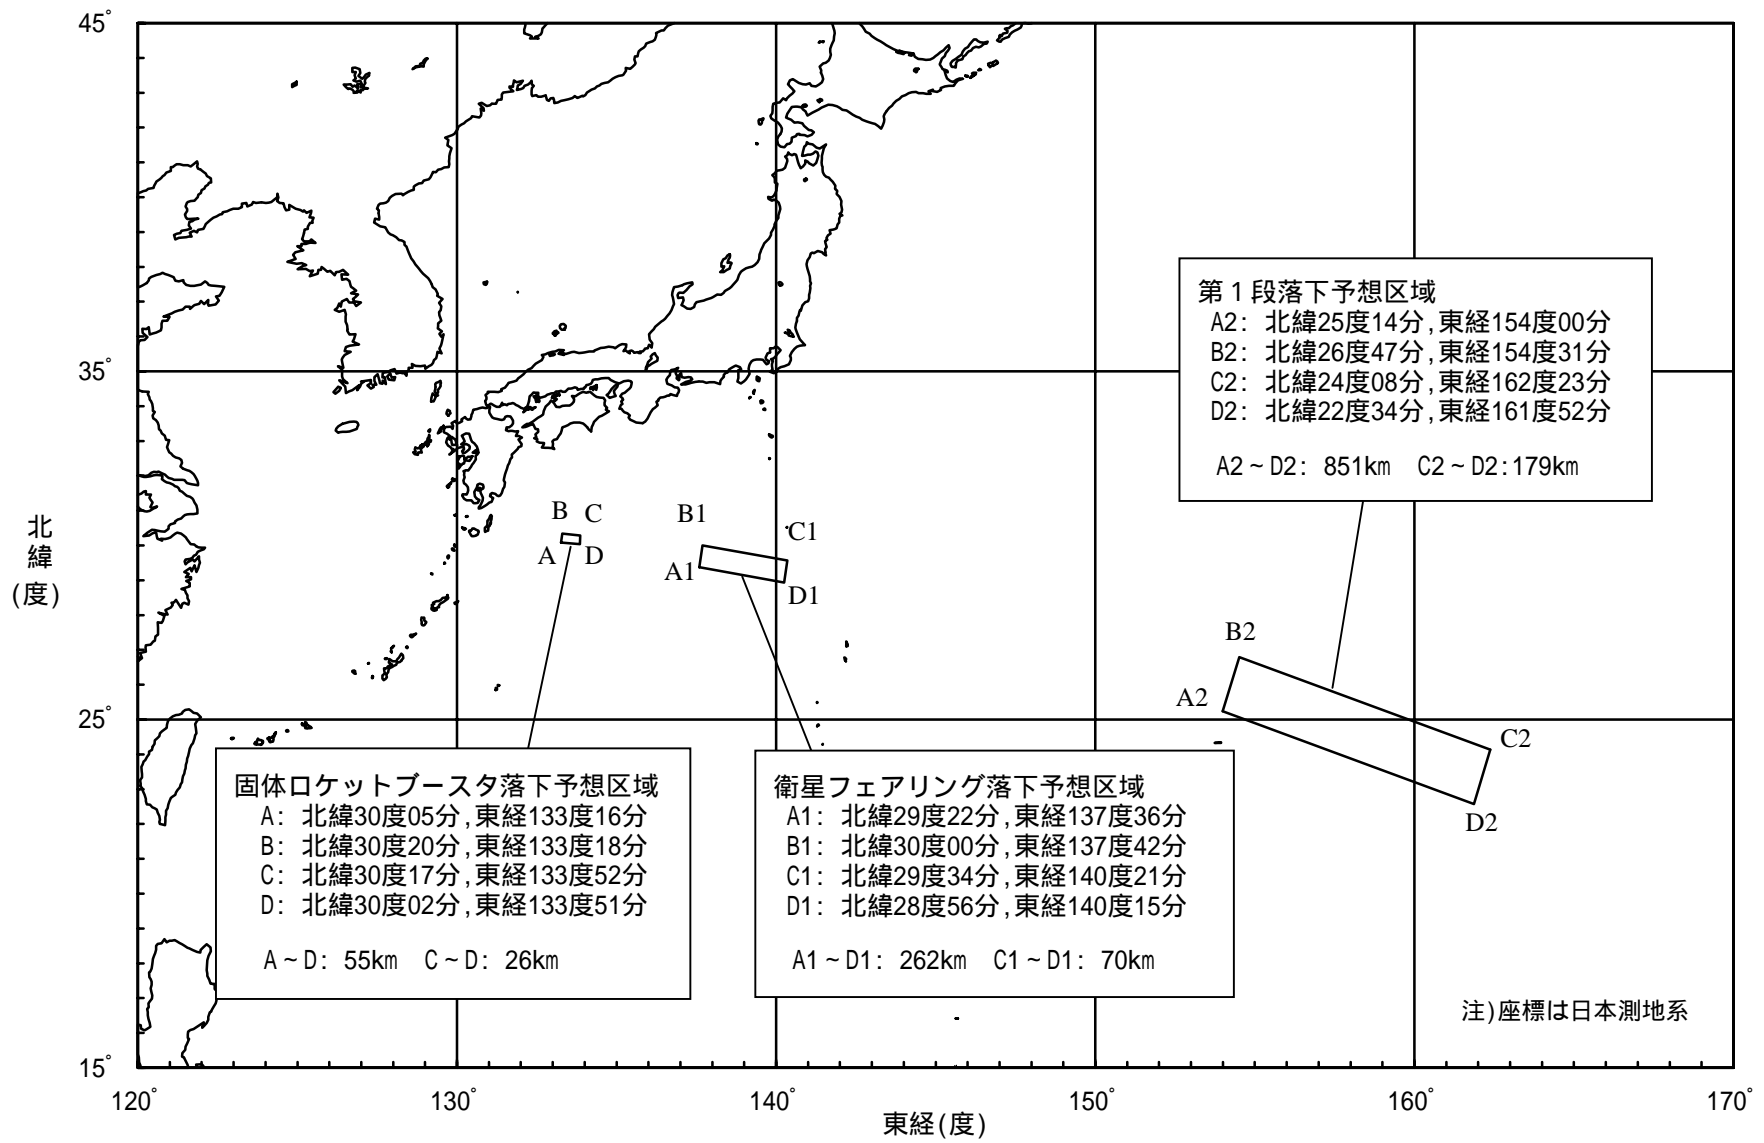 45°
35°
25°
15°
北
緯
(度)
120°
130°
140°
150°
160°
170°
東経(度)
第1段落下予想区域
A2: 北緯25度14分,東経154度00分
B2: 北緯26度47分,東経154度31分
C2: 北緯24度08分,東経162度23分
D2: 北緯22度34分,東経161度52分
A2~D2: 851km C2~D2:179km
B C
A D
B1
C1
A1
D1
B2
A2
C2
D2
固体ロケットブースタ落下予想区域
A: 北緯30度05分,東経133度16分
B: 北緯30度20分,東経133度18分
C: 北緯30度17分,東経133度52分
D: 北緯30度02分,東経133度51分
A~D: 55km C~D: 26km
衛星フェアリング落下予想区域
A1: 北緯29度22分,東経137度36分
B1: 北緯30度00分,東経137度42分
C1: 北緯29度34分,東経140度21分
D1: 北緯28度56分,東経140度15分
A1~D1: 262km C1~D1: 70km
注)座標は日本測地系